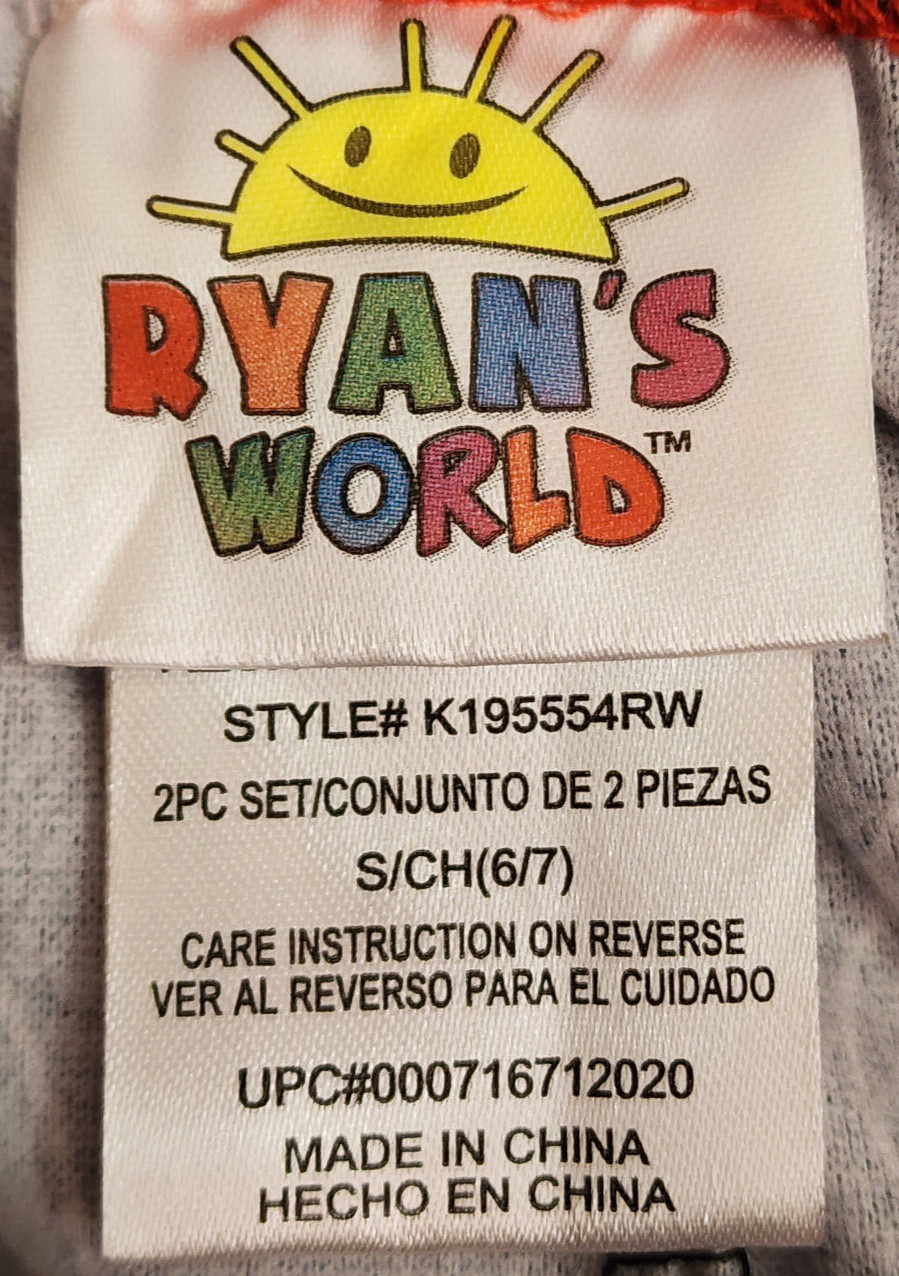 RYAN'S
WORLD™
STYLE# K195554RW
2PC SET/CONJUNTO DE 2 PIEZAS
S/CH(6/7)
CARE INSTRUCTION ON REVERSE
VER AL REVERSO PARA EL CUIDADO
UPC#000716712020
MADE IN CHINA
HECHO EN CHINA